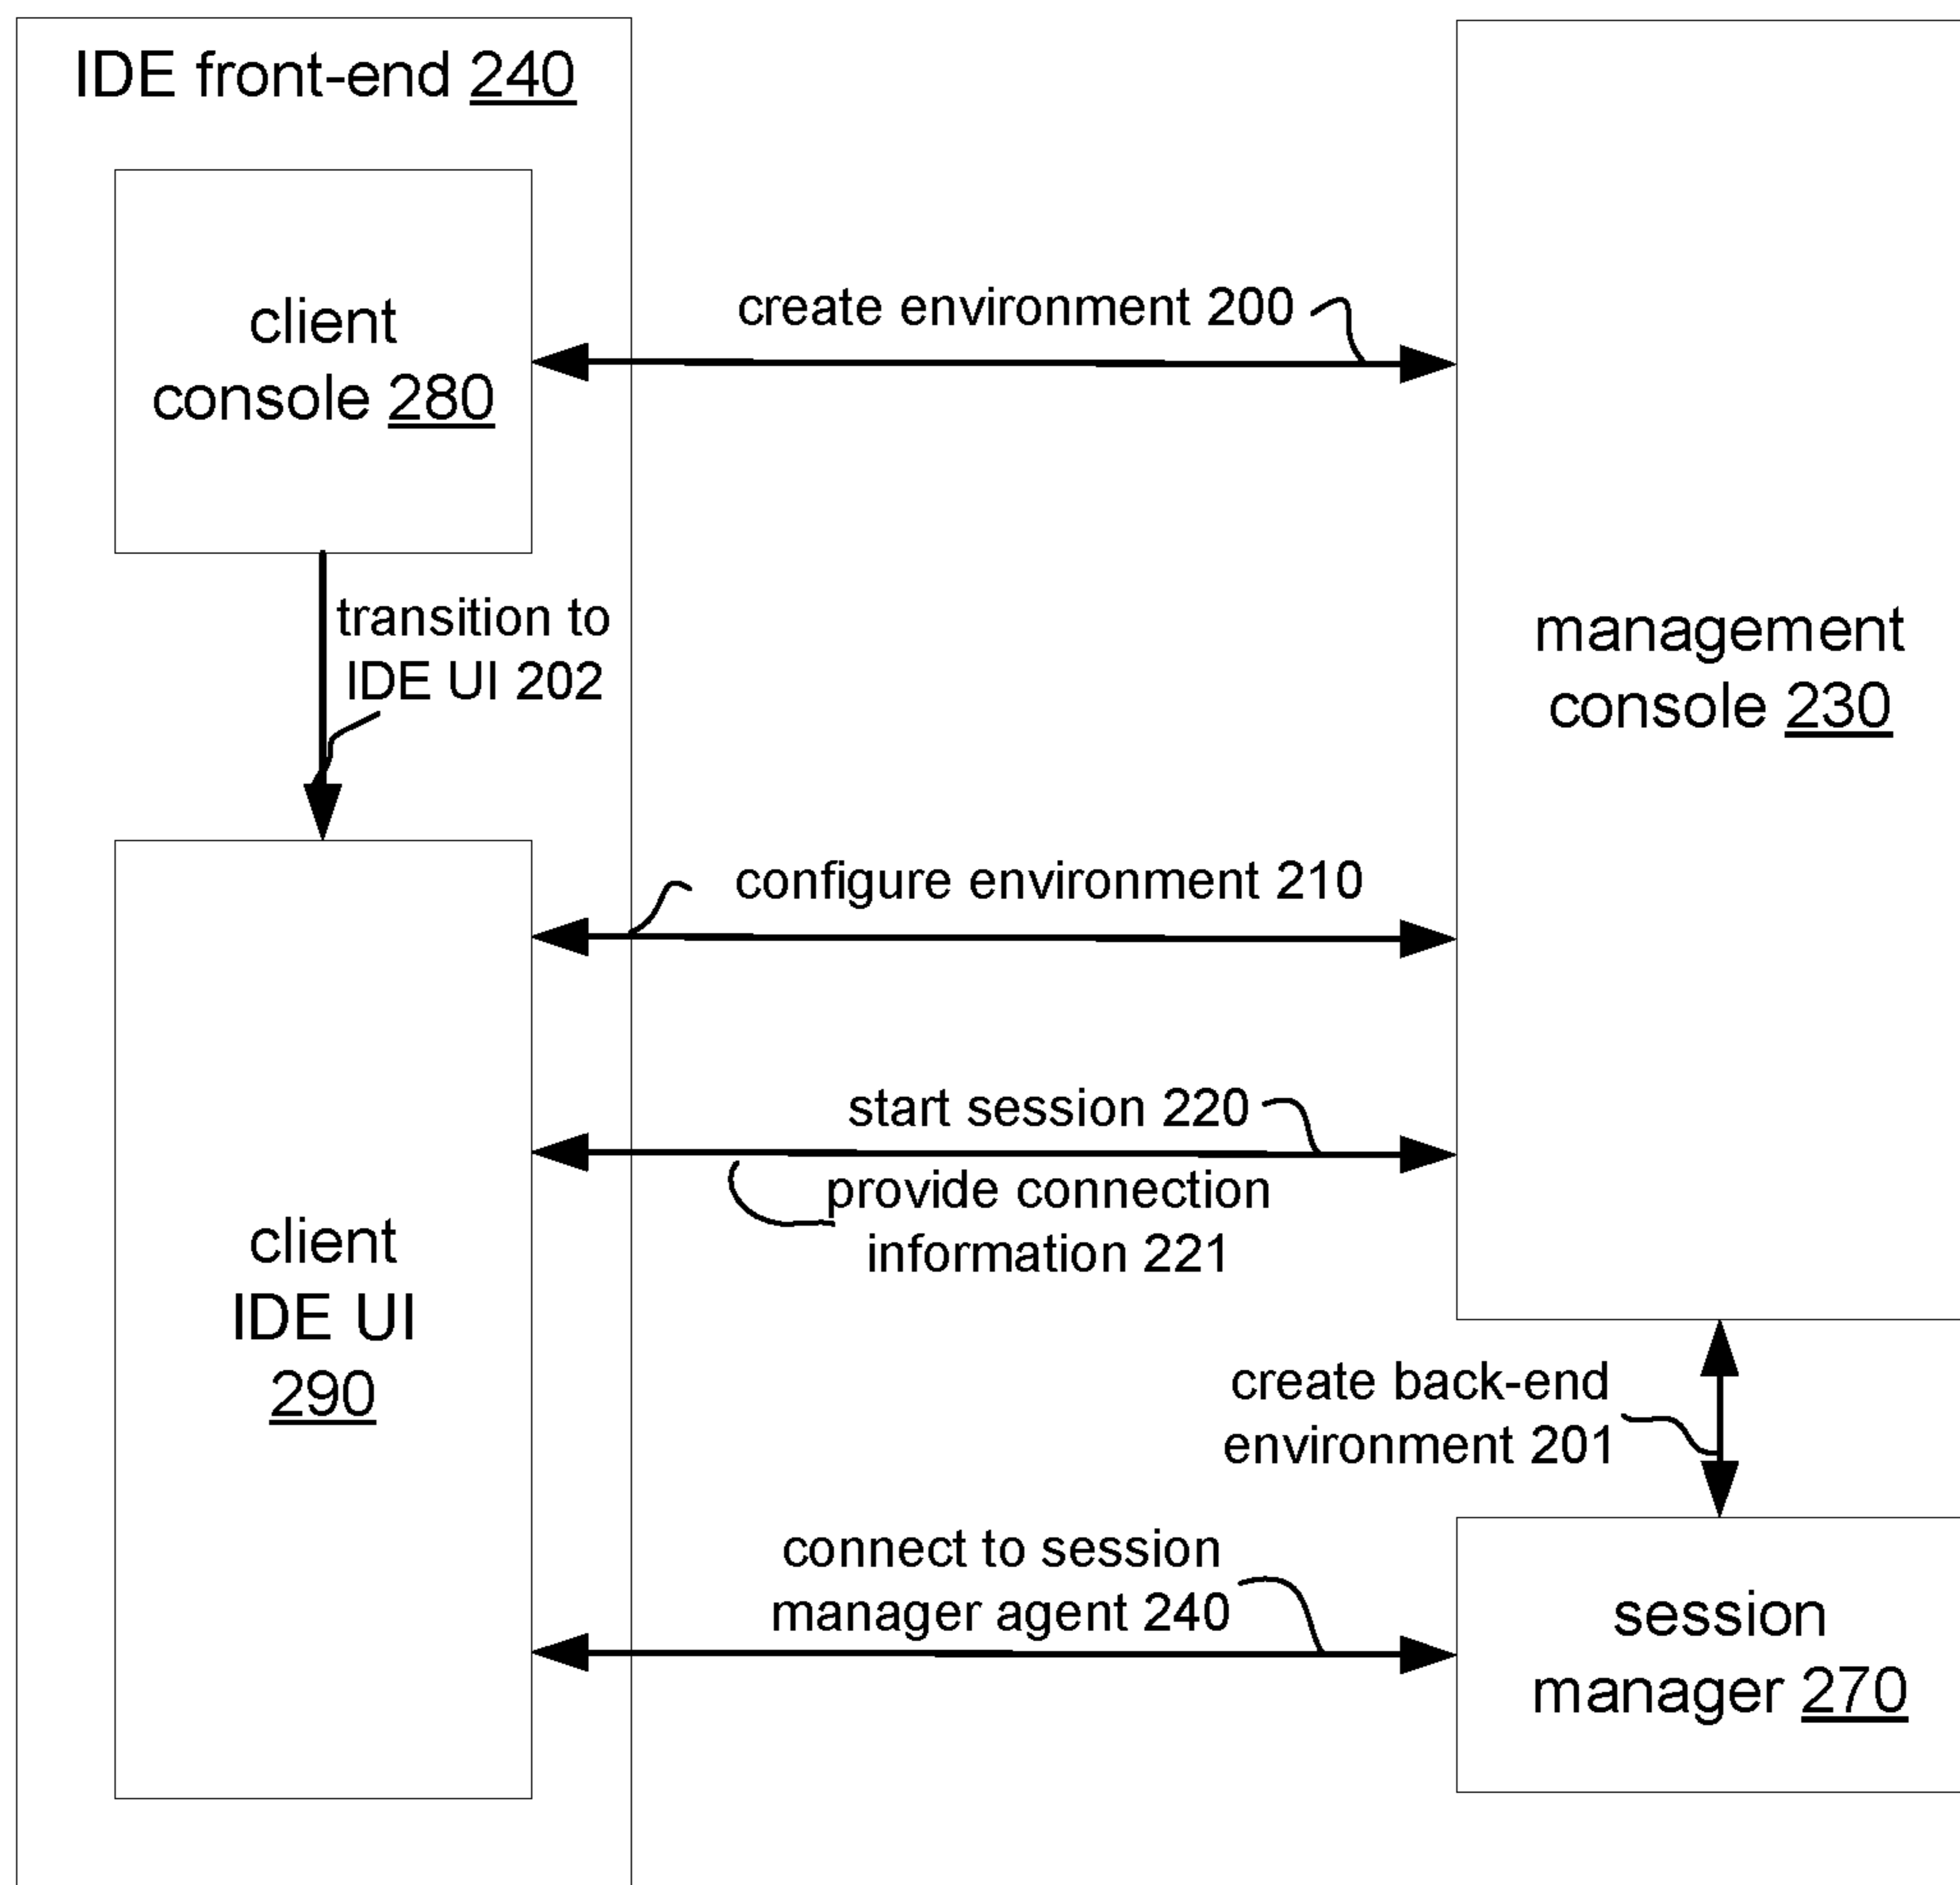 IDE front-end 240
client
console 280
create environment 200
transition to
IDE UI 202
management
console 230
configure environment 210
start session 220
provide connection
information 221
client
IDE UI
290
create back-end
environment 201
connect to session
manager agent 240
session
manager 270